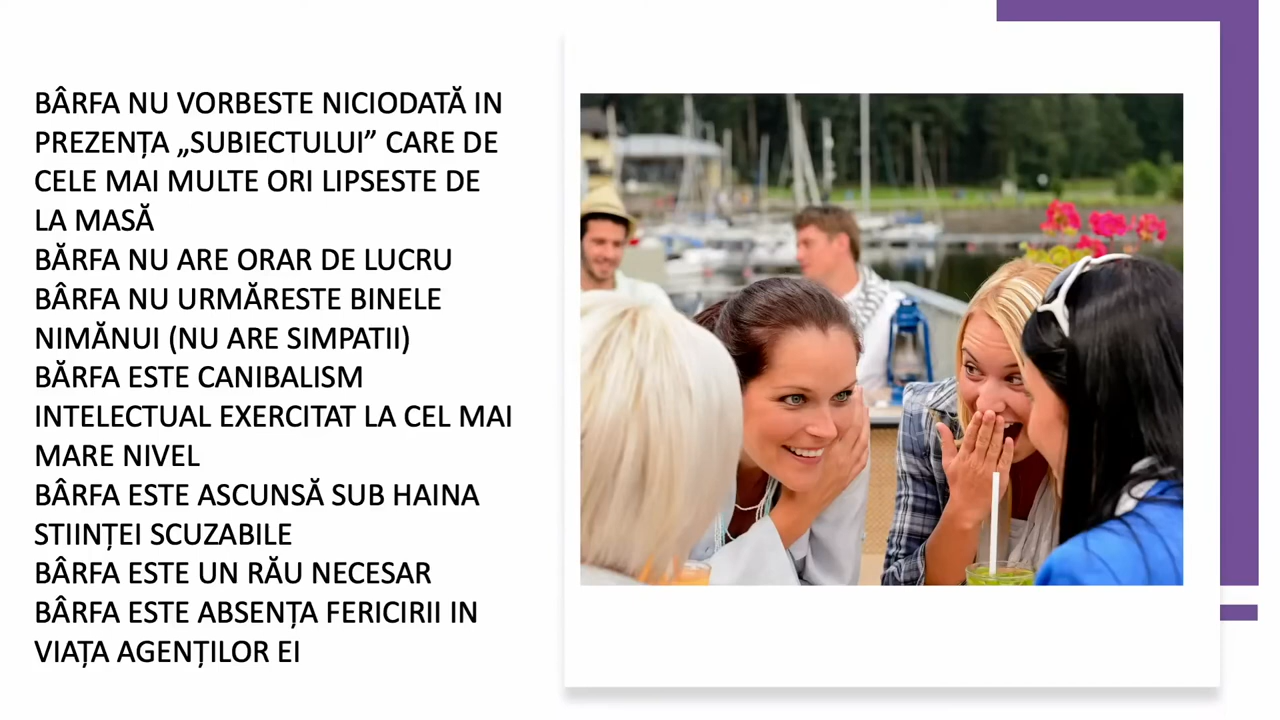 BÂRFA NU VORBESTE NICIODATĂ IN
PREZENȚA „SUBIECTULUI” CARE DE
CELE MAI MULTE ORI LIPSESTE DE
LA MASĂ
BĂRFA NU ARE ORAR DE LUCRU
BÂRFA NU URMĂRESTE BINELE
NIMĂNUI (NU ARE SIMPATII)
BĂRFA ESTE CANIBALISM
INTELECTUAL EXERCITAT LA CEL MAI
MARE NIVEL
BÂRFA ESTE ASCUNSĂ SUB HAINA
STIINȚEI SCUZABILE
BÂRFA ESTE UN RĂU NECESAR
BÂRFA ESTE ABSENȚA FERICIRII IN
VIAȚA AGENȚILOR EI